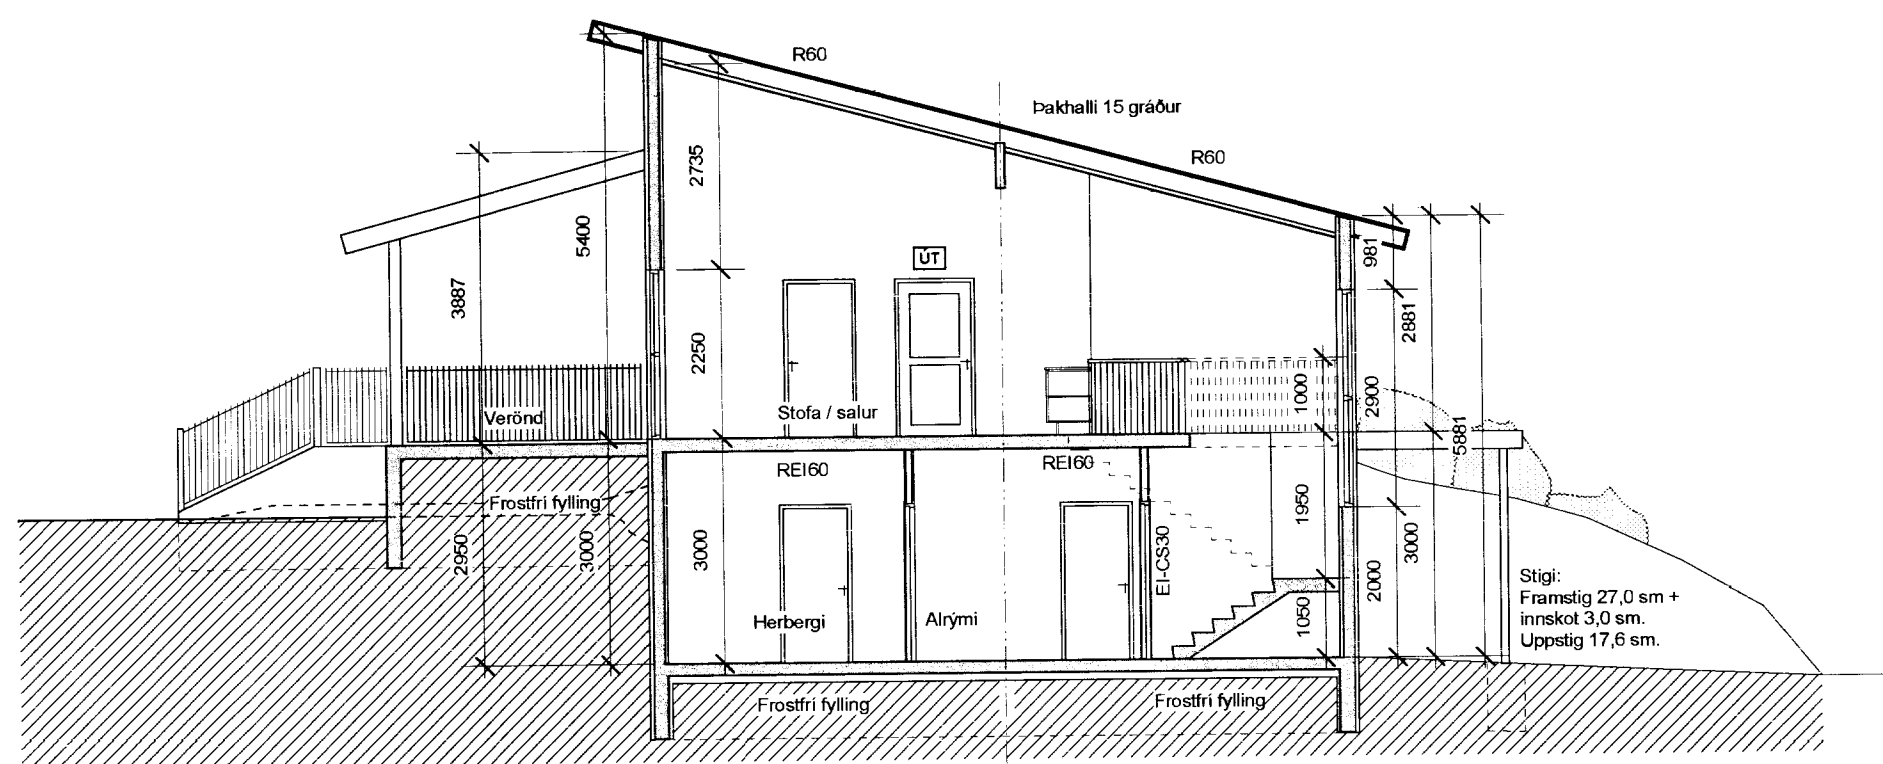 R60
Þakhalli 15 gráður
R60
2735
5400
3887
981
ÚT
2881
2250
1000
2900
Verönd
Stofa / salur
5881
REI60
REI60
Frostfrí fylling
1950
2950
3000
3000
EI-CS30
2000
3000
Stigi:
Framstig 27,0 sm +
innskot 3,0 sm.
Uppstig 17,6 sm.
Herbergi
Alrými
1050
Frostfrí fylling
Frostfrí fylling